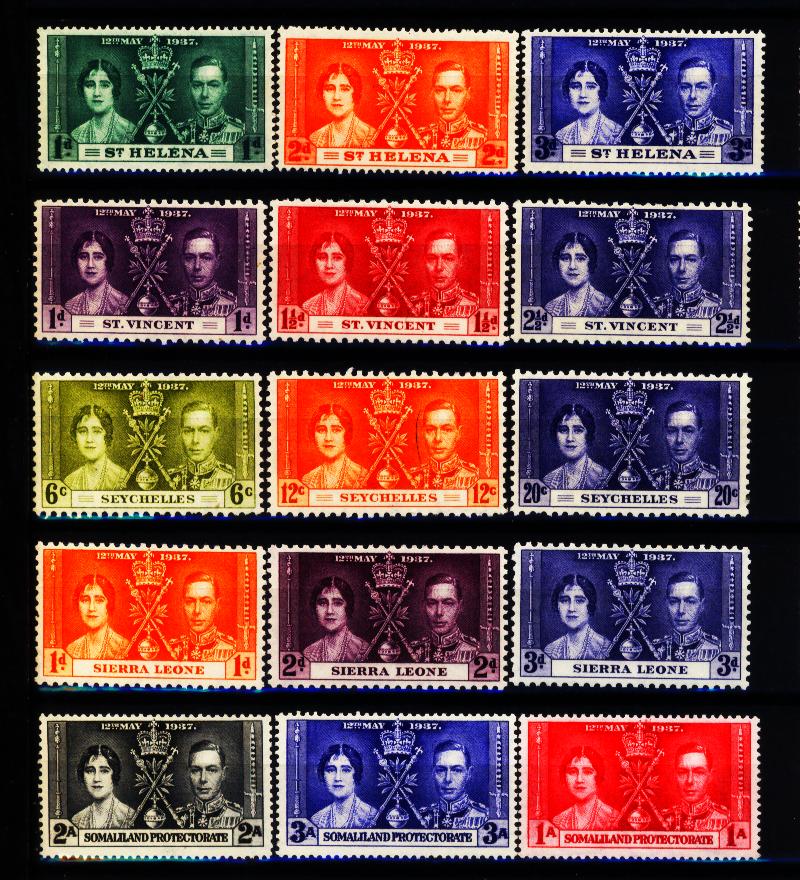 12TH MAY 1937.
1d. ST HELENA 1d.
12TH MAY 1937.
2d. ST HELENA 2d.
12TH MAY 1937.
3d. ST HELENA 3d.
12TH MAY 1937.
1d. ST. VINCENT 1d.
12TH MAY 1937.
1½d. ST. VINCENT 1½d.
12TH MAY 1937.
2½d. ST. VINCENT 2½d.
12TH MAY 1937.
6c SEYCHELLES 6c
12TH MAY 1937.
12c SEYCHELLES 12c
12TH MAY 1937.
20c SEYCHELLES 20c
12TH MAY 1937.
1d. SIERRA LEONE 1d.
12TH MAY 1937.
2d. SIERRA LEONE 2d.
12TH MAY 1937.
3d. SIERRA LEONE 3d.
12TH MAY 1937.
2A SOMALILAND PROTECTORATE 2A
12TH MAY 1937.
3A SOMALILAND PROTECTORATE 3A
12TH MAY 1937.
1A SOMALILAND PROTECTORATE 1A